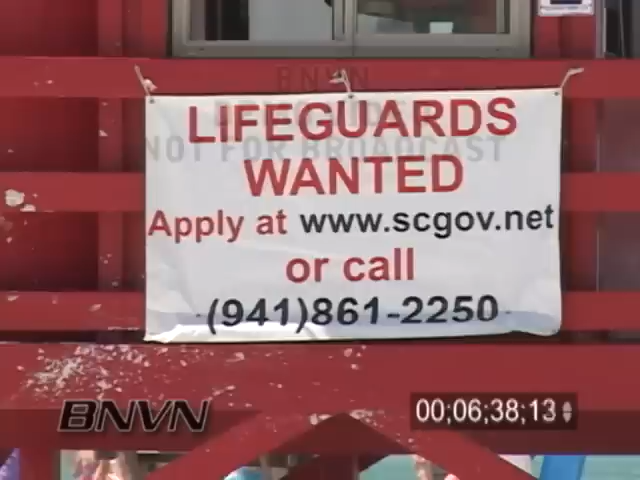 BNVN
NOT FOR BROADCAST
LIFEGUARDS
WANTED
Apply at www.scgov.net
or call
(941)861-2250
BNVN
00;06;38;13